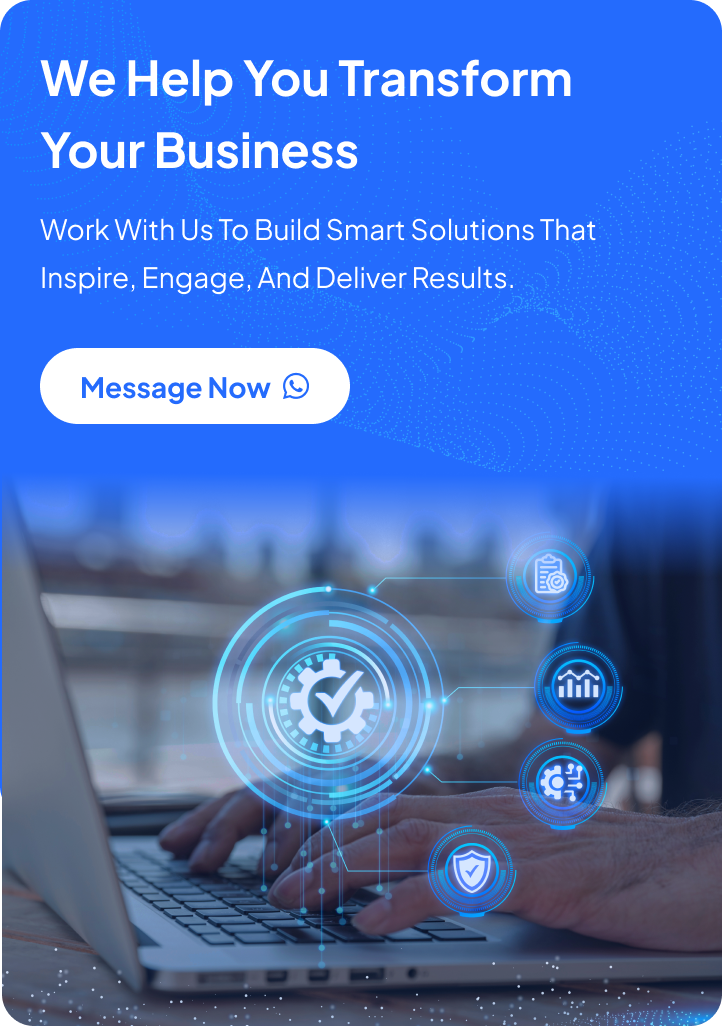 We Help You Transform
Your Business
Work With Us To Build Smart Solutions That
Inspire, Engage, And Deliver Results.
Message Now